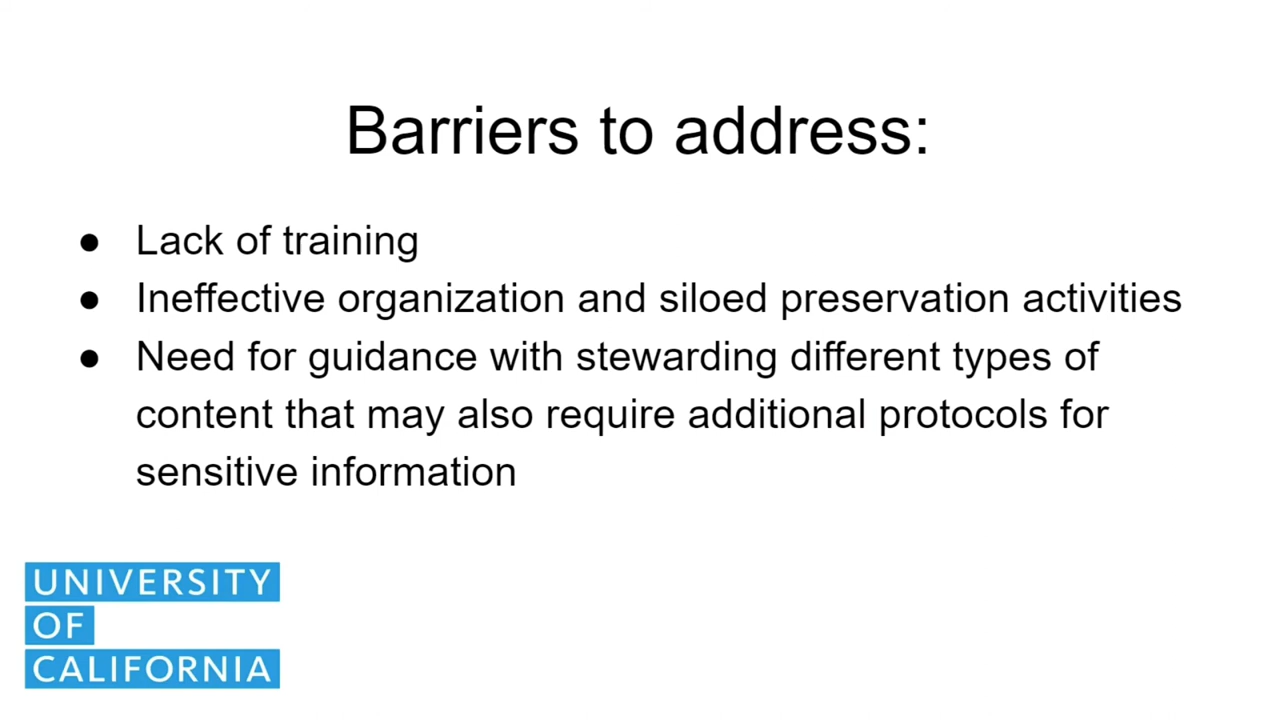 Barriers to address:
● Lack of training
● Ineffective organization and siloed preservation activities
● Need for guidance with stewarding different types of
content that may also require additional protocols for
sensitive information
UNIVERSITY
OF
CALIFORNIA